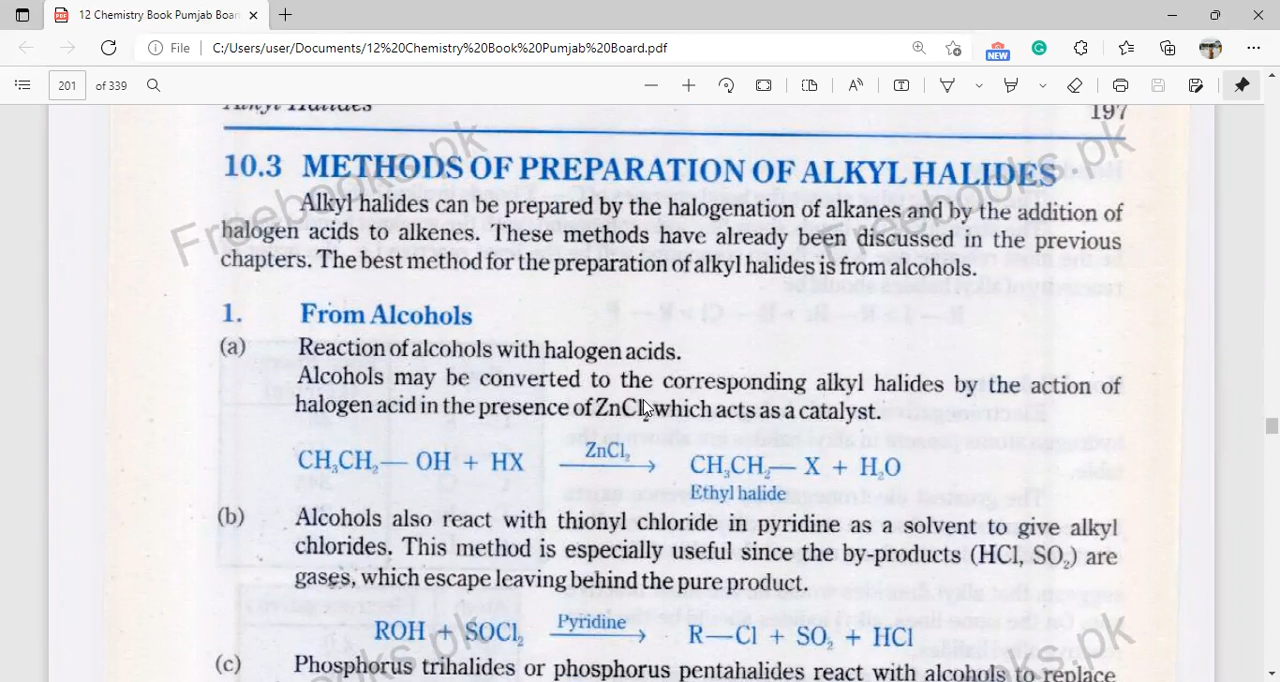 12 Chemistry Book Pumjab Boar
File
C:/Users/user/Documents/12%20Chemistry%20Book%20Pumjab%20Board.pdf
NEW
201 of 339
Alkyl Halides
197
10.3 METHODS OF PREPARATION OF ALKYL HALIDES
Alkyl halides can be prepared by the halogenation of alkanes and by the addition of
halogen acids to alkenes. These methods have already been discussed in the previous
chapters. The best method for the preparation of alkyl halides is from alcohols.
1. From Alcohols
(a) Reaction of alcohols with halogen acids.
Alcohols may be converted to the corresponding alkyl halides by the action of
halogen acid in the presence of ZnCl₂ which acts as a catalyst.
ZnCl₂
CH₃CH₂— OH + HX → CH₃CH₂— X + H₂O
Ethyl halide
(b) Alcohols also react with thionyl chloride in pyridine as a solvent to give alkyl
chlorides. This method is especially useful since the by-products (HCl, SO₂) are
gases, which escape leaving behind the pure product.
Pyridine
ROH + SOCl₂ → R—Cl + SO₂ + HCl
(c) Phosphorus trihalides or phosphorus pentahalides react with alcohols to replace
Freebooks.pk
Freebooks.pk